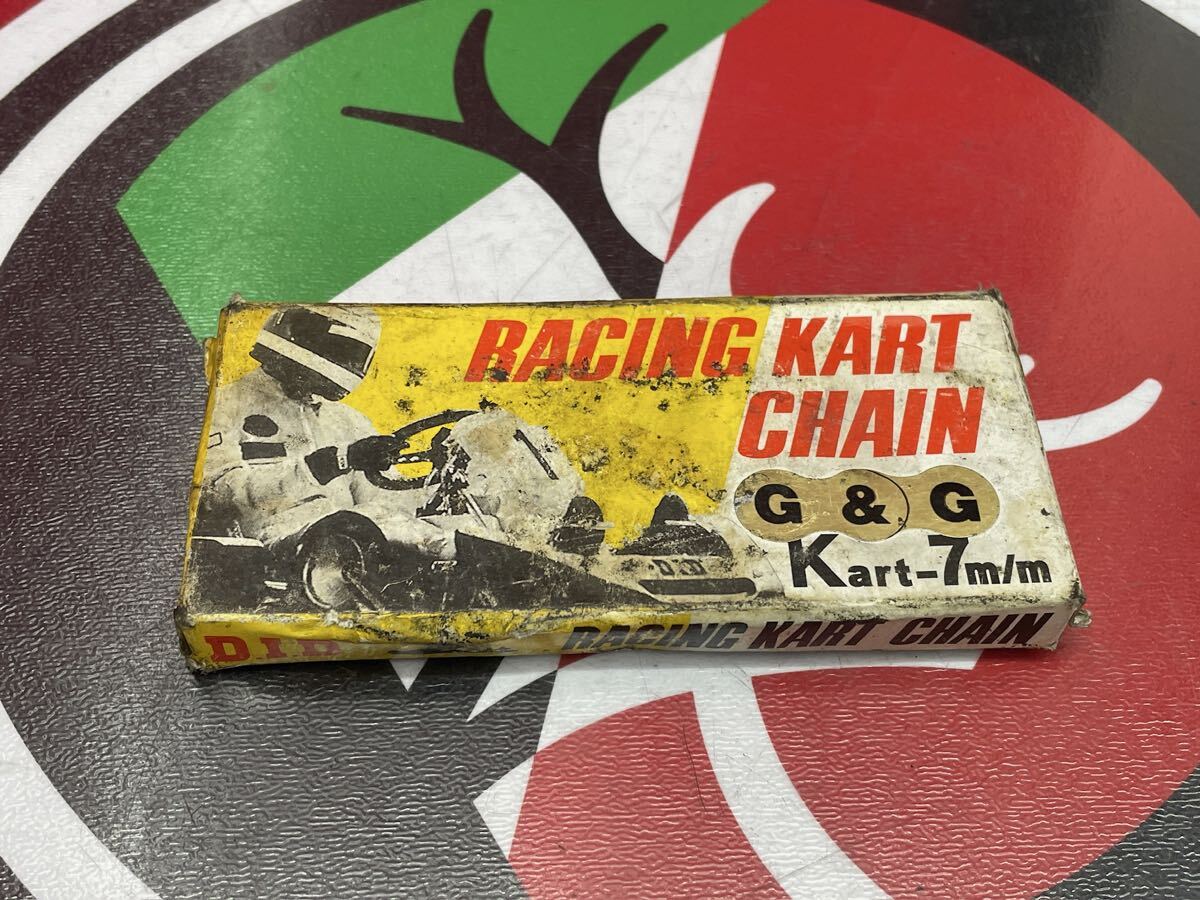 RACING KART
CHAIN
G & G
Kart-7m/m
D.I.D
D.I.D
RACING KART CHAIN